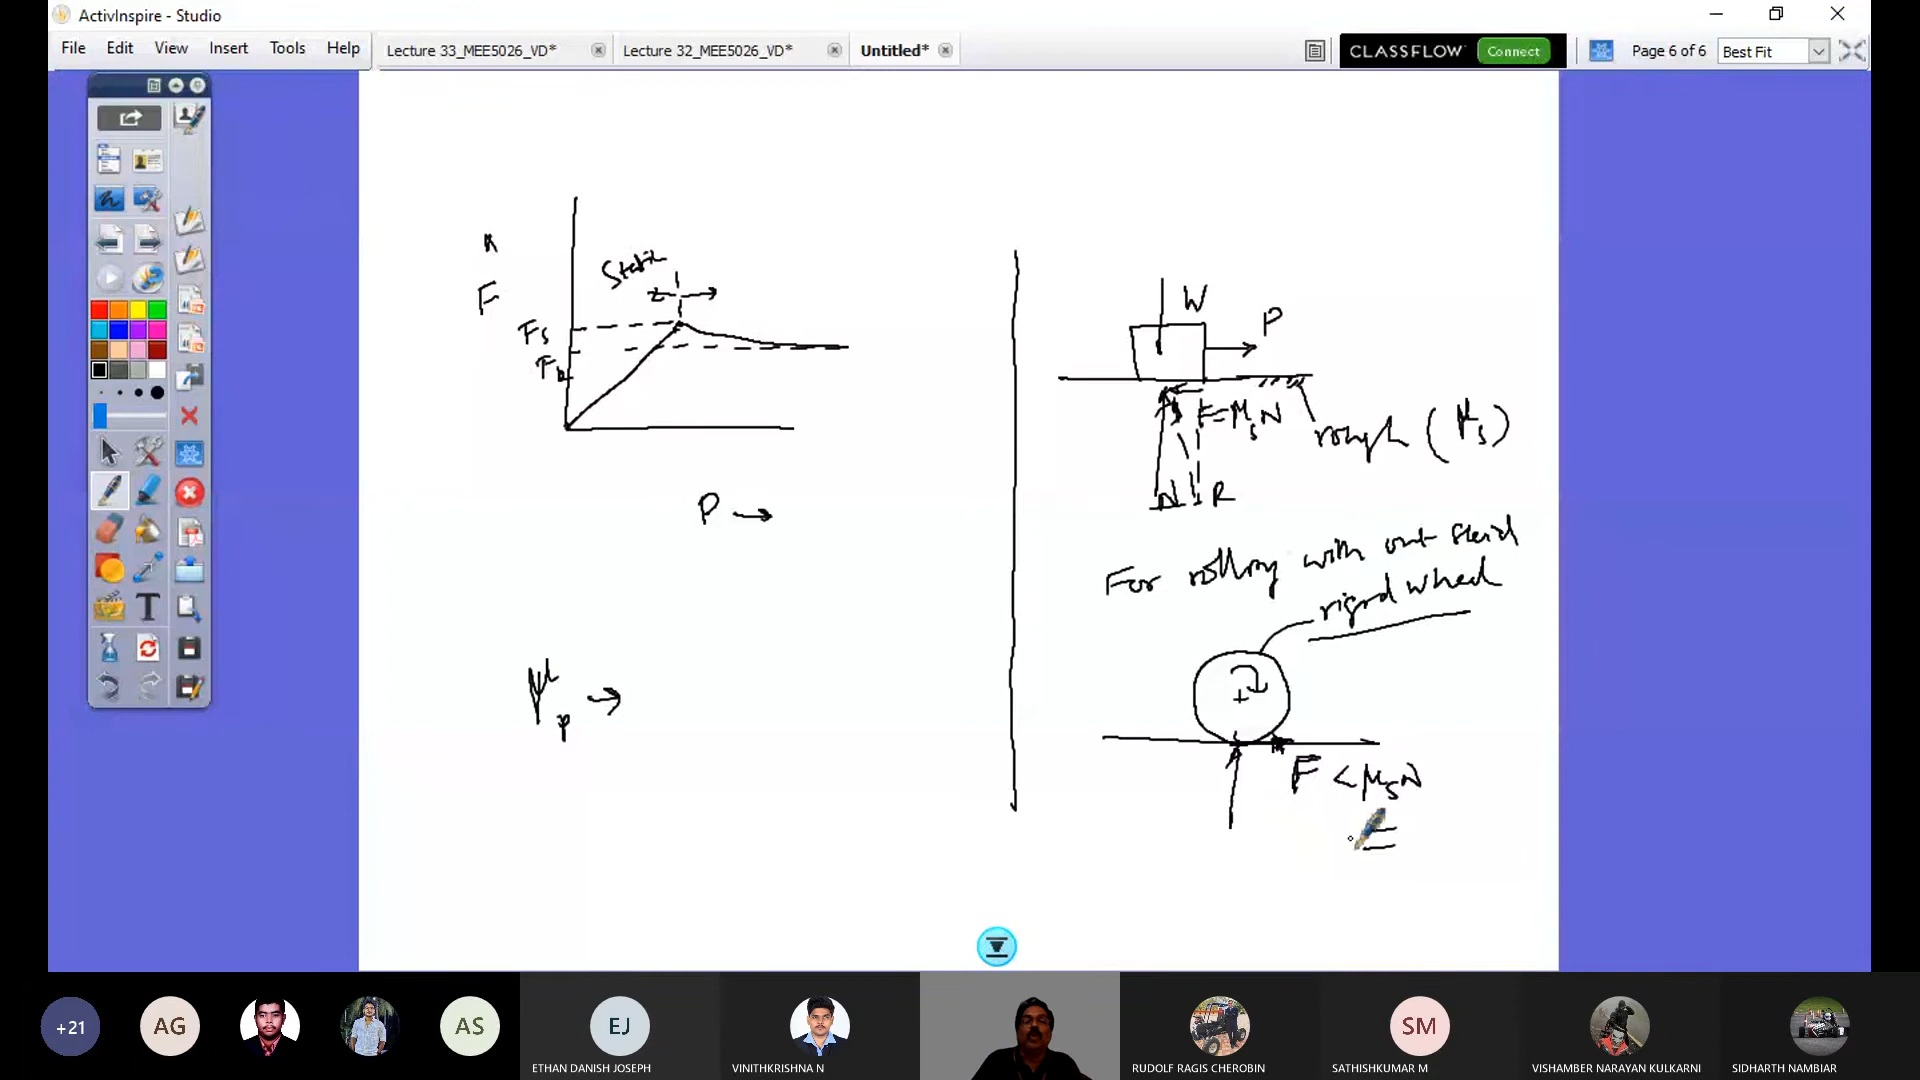 ActivInspire - Studio
File Edit View Insert Tools Help
Lecture 33_MEE5026_VD*
Lecture 32_MEE5026_VD*
Untitled*
CLASSFLOW
Connect
Page 6 of 6
Best Fit
T
F
Static
Fs
P →
μp →
W
P
F=μsN
rough (μs)
N R
For rolling with out skid
rigid wheel
F < μsN
+21
AG
AS
EJ
ETHAN DANISH JOSEPH
VINITHKRISHNA N
RUDOLF RAGIS CHEROBIN
SM
SATHISHKUMAR M
VISHAMBER NARAYAN KULKARNI
SIDHARTH NAMBIAR